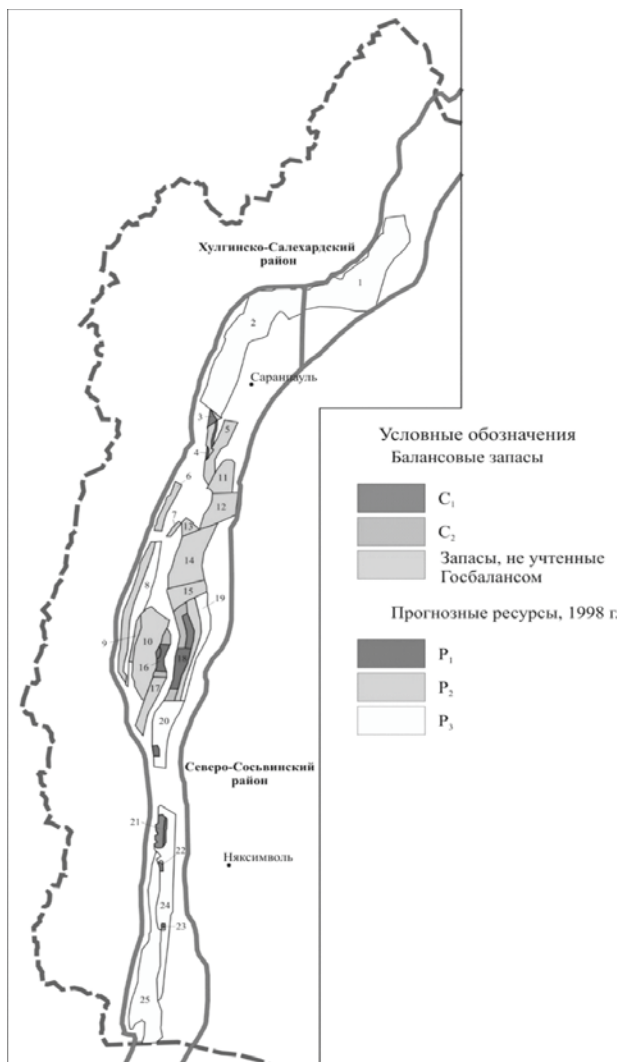 Хулгинско-Салехардский
район
1
2
Саранпауль
3
5
4
11
6
12
7
13
14
8
15
19
9
10
16
18
17
20
Северо-Сосьвинский
район
21
22
Няксимволь
24
23
25
Условные обозначения
Балансовые запасы
C₁
C₂
Запасы, не учтенные
Госбалансом
Прогнозные ресурсы, 1998 г.
P₁
P₂
P₃